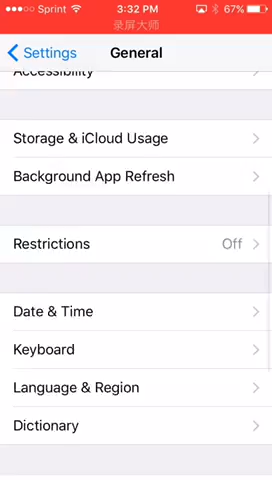 Sprint 3:32 PM 67%
录屏大师
Settings General
Accessibility
Storage & iCloud Usage
Background App Refresh
Restrictions Off
Date & Time
Keyboard
Language & Region
Dictionary